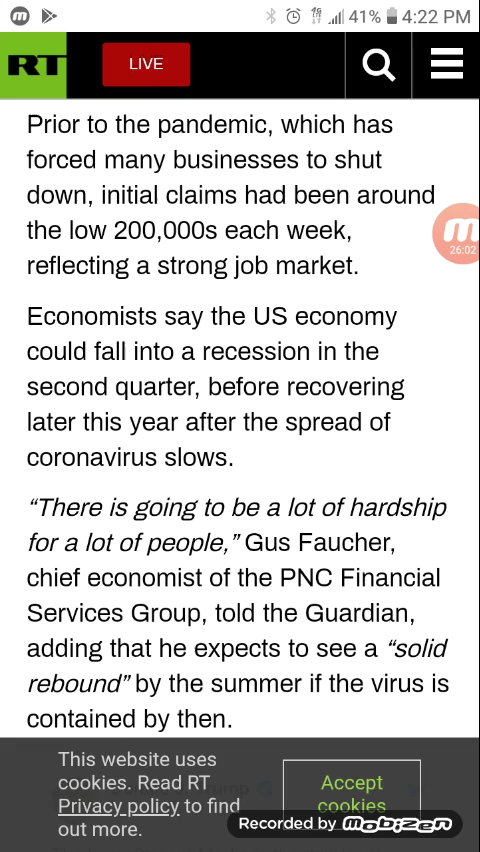 41% 4:22 PM
RT
LIVE
Prior to the pandemic, which has
forced many businesses to shut
down, initial claims had been around
the low 200,000s each week,
reflecting a strong job market.
26:02
Economists say the US economy
could fall into a recession in the
second quarter, before recovering
later this year after the spread of
coronavirus slows.
“There is going to be a lot of hardship
for a lot of people,” Gus Faucher,
chief economist of the PNC Financial
Services Group, told the Guardian,
adding that he expects to see a “solid
rebound” by the summer if the virus is
contained by then.
This website uses
cookies. Read RT
Privacy policy to find
out more.
Accept
cookies
Recorded by mobizen